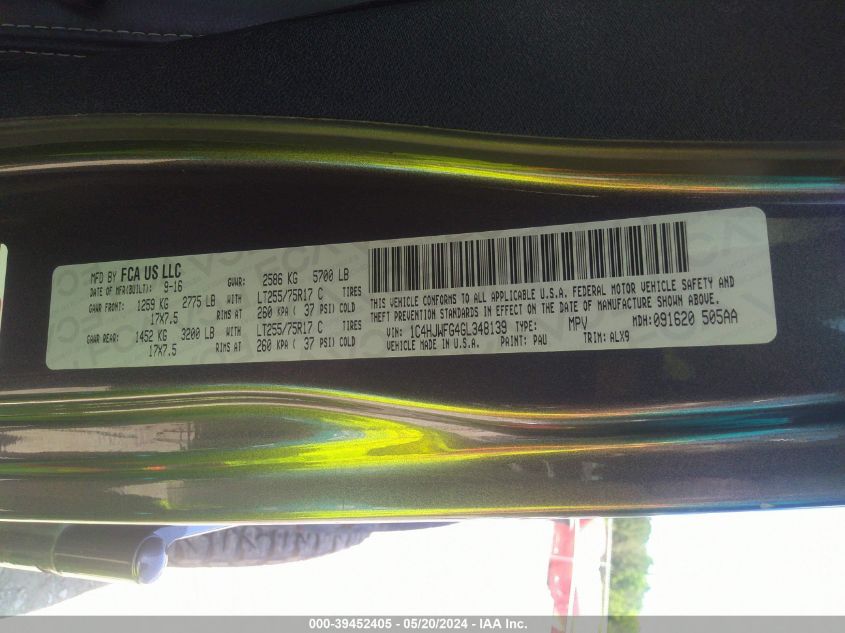 MFD BY FCA US LLC
DATE OF MFR(BUILT): 9-16 GVWR: 2586 KG 5700 LB
GAWR FRONT: 1259 KG 2775 LB WITH LT255/75R17 C TIRES
17X7.5 RIMS AT 260 KPA ( 37 PSI) COLD
GAWR REAR: 1452 KG 3200 LB WITH LT255/75R17 C TIRES
17X7.5 RIMS AT 260 KPA ( 37 PSI) COLD
THIS VEHICLE CONFORMS TO ALL APPLICABLE U.S.A. FEDERAL MOTOR VEHICLE SAFETY AND
THEFT PREVENTION STANDARDS IN EFFECT ON THE DATE OF MANUFACTURE SHOWN ABOVE.
VIN: 1C4HJWFG4GL348139 TYPE: MPV MDH: 091620 505AA
VEHICLE MADE IN U.S.A. PAINT: PAU TRIM: ALX9
000-39452405 - 05/20/2024 - IAA Inc.